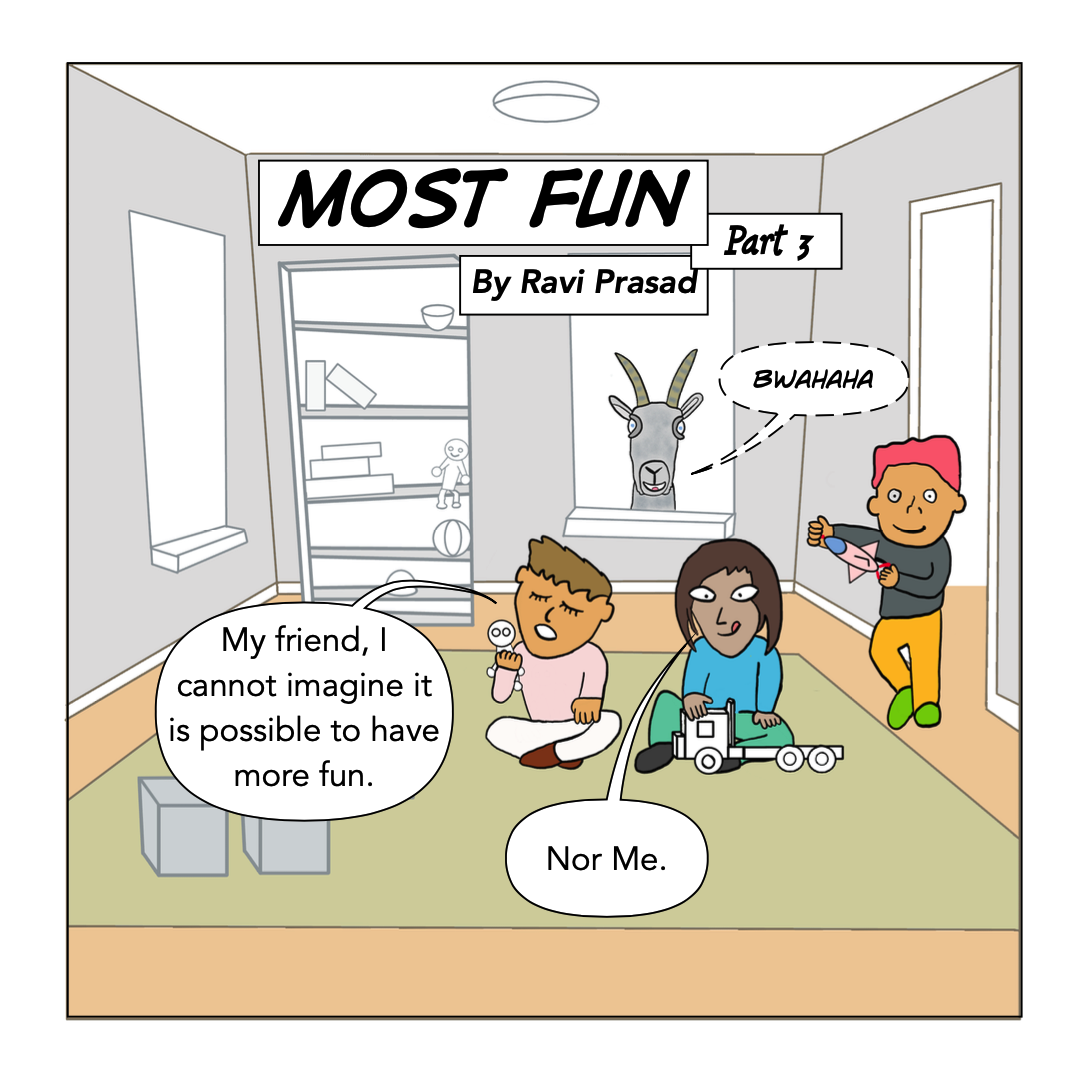 MOST FUN
Part 3
By Ravi Prasad
BWAHAHA
My friend, I
cannot imagine it
is possible to have
more fun.
Nor Me.